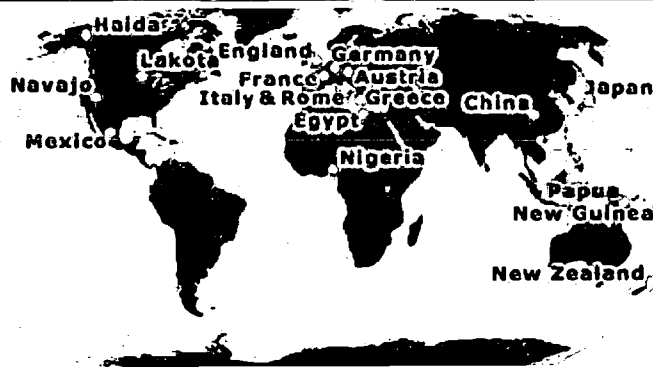 Haida
England
Germany
Lakota
France
Austria
Navajo
Japan
Italy & Rome
Greece
China
Egypt
Mexico
Nigeria
Papua
New Guinea
New Zealand